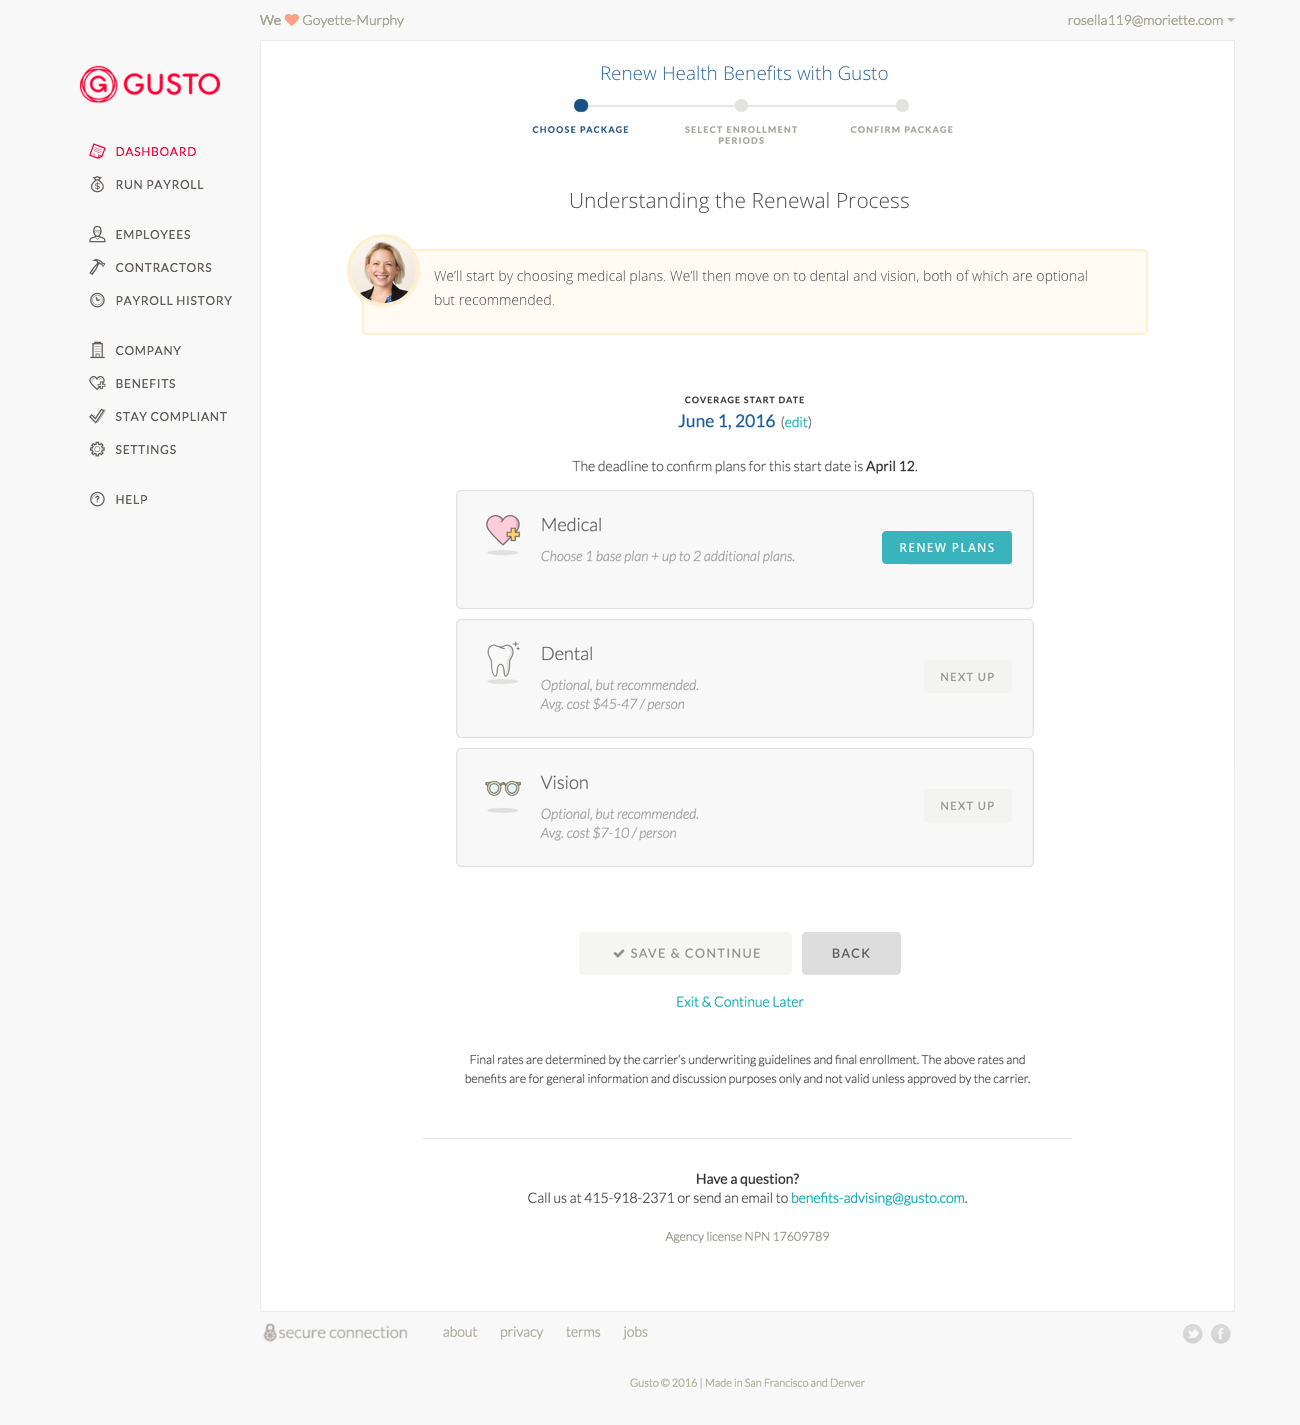 We Goyette-Murphy
rosella119@moriette.com
GUSTO
DASHBOARD
RUN PAYROLL
EMPLOYEES
CONTRACTORS
PAYROLL HISTORY
COMPANY
BENEFITS
STAY COMPLIANT
SETTINGS
HELP
Renew Health Benefits with Gusto
CHOOSE PACKAGE
SELECT ENROLLMENT
PERIODS
CONFIRM PACKAGE
Understanding the Renewal Process
We'll start by choosing medical plans. We'll then move on to dental and vision, both of which are optional
but recommended.
COVERAGE START DATE
June 1, 2016 (edit)
The deadline to confirm plans for this start date is April 12.
Medical
Choose 1 base plan + up to 2 additional plans.
RENEW PLANS
Dental
Optional, but recommended.
Avg. cost $45-47 / person
NEXT UP
Vision
Optional, but recommended.
Avg. cost $7-10 / person
NEXT UP
SAVE & CONTINUE
BACK
Exit & Continue Later
Final rates are determined by the carrier's underwriting guidelines and final enrollment. The above rates and
benefits are for general information and discussion purposes only and not valid unless approved by the carrier.
Have a question?
Call us at 415-918-2371 or send an email to benefits-advising@gusto.com.
Agency license NPN 17609789
secure connection
about privacy terms jobs
Gusto © 2016 | Made in San Francisco and Denver